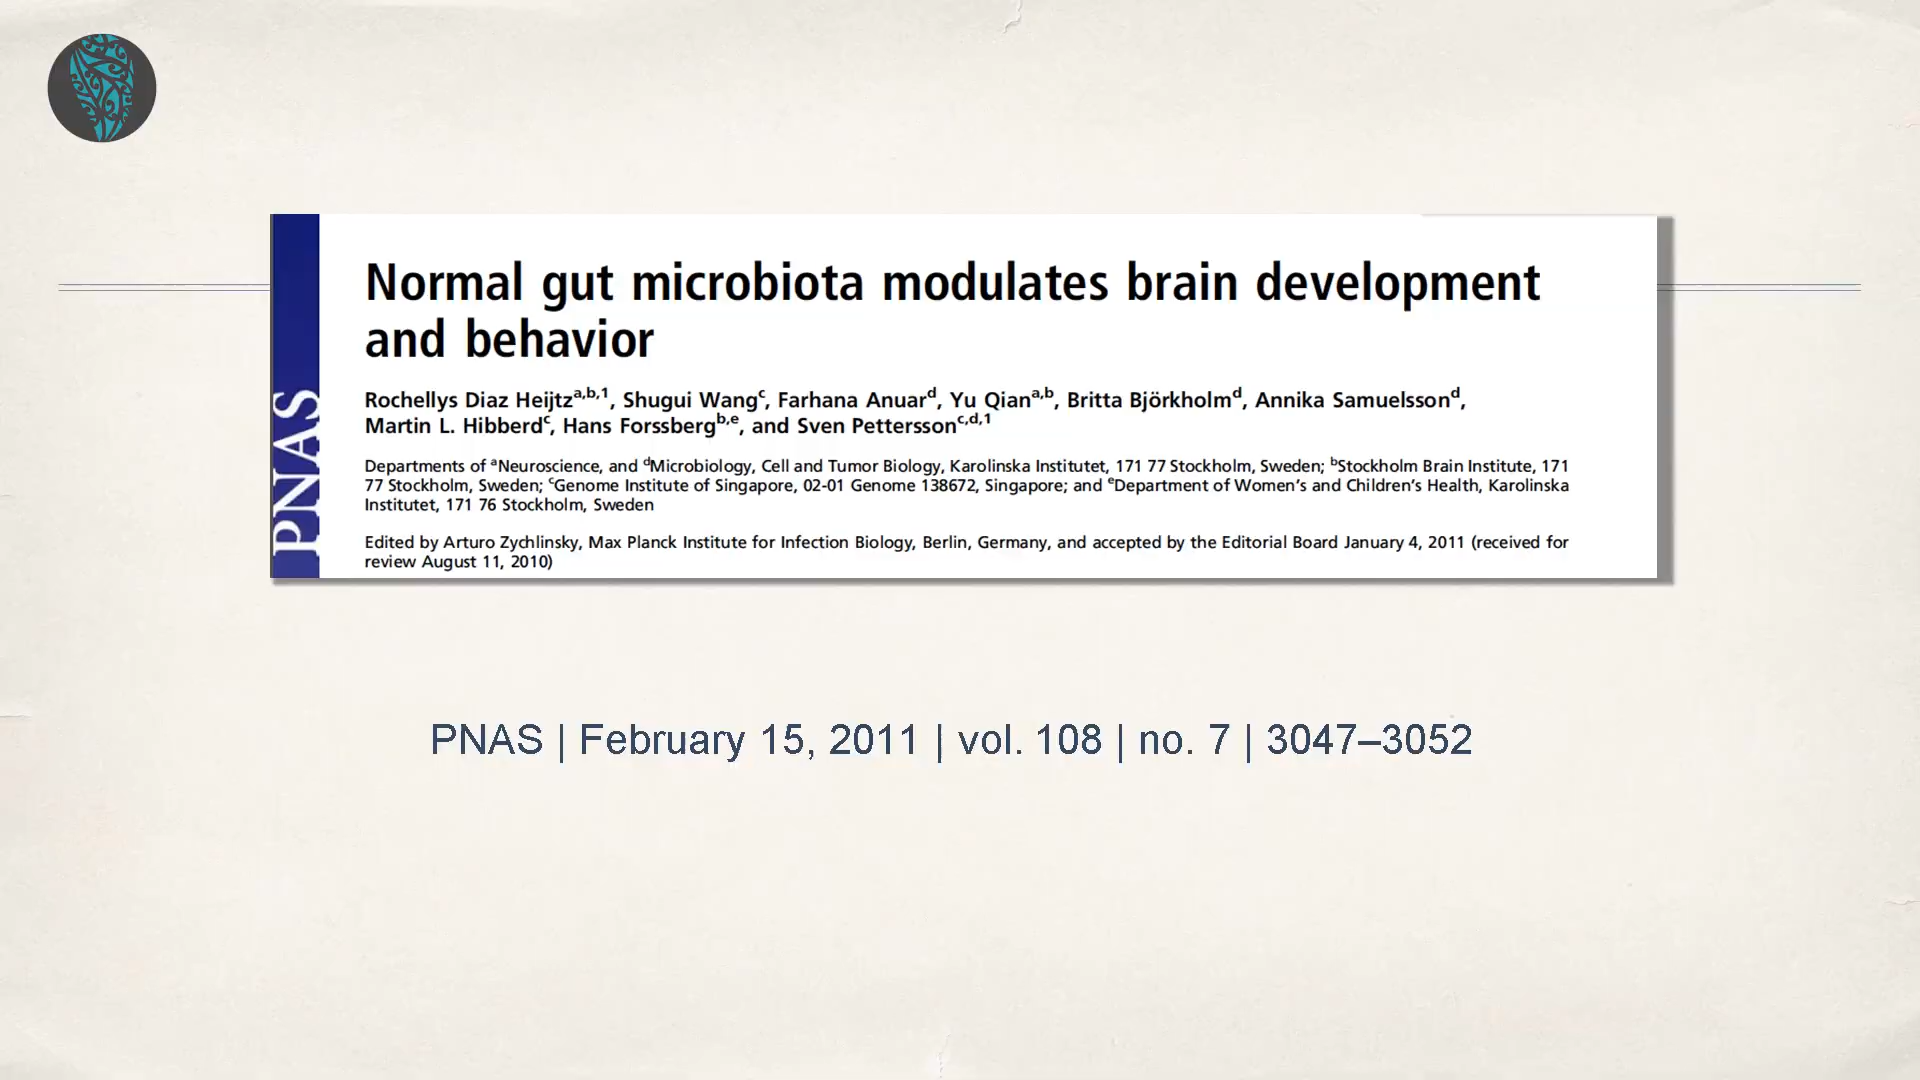 Normal gut microbiota modulates brain development
and behavior
Rochellys Diaz Heijtzᵃ,ᵇ,¹, Shugui Wangᶜ, Farhana Anuarᵈ, Yu Qianᵃ,ᵇ, Britta Björkholmᵈ, Annika Samuelssonᵈ,
Martin L. Hibberdᶜ, Hans Forssbergᵇ,ᵉ, and Sven Petterssonᶜ,ᵈ,¹
Departments of ᵃNeuroscience, and ᵈMicrobiology, Cell and Tumor Biology, Karolinska Institutet, 171 77 Stockholm, Sweden; ᵇStockholm Brain Institute, 171
77 Stockholm, Sweden; ᶜGenome Institute of Singapore, 02-01 Genome 138672, Singapore; and ᵉDepartment of Women's and Children's Health, Karolinska
Institutet, 171 76 Stockholm, Sweden
Edited by Arturo Zychlinsky, Max Planck Institute for Infection Biology, Berlin, Germany, and accepted by the Editorial Board January 4, 2011 (received for
review August 11, 2010)
PNAS
PNAS | February 15, 2011 | vol. 108 | no. 7 | 3047–3052